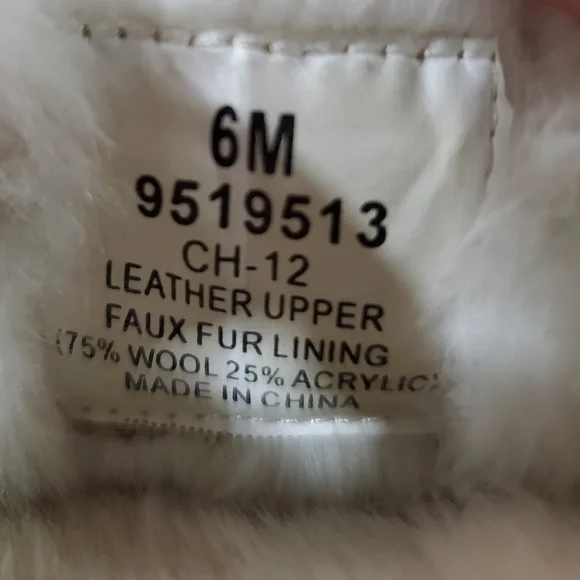 6M
9519513
CH-12
LEATHER UPPER
FAUX FUR LINING
(75% WOOL 25% ACRYLIC)
MADE IN CHINA